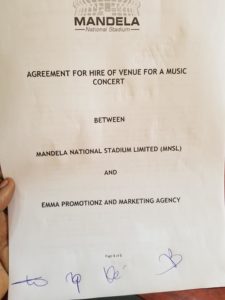 MANDELA
National Stadium
AGREEMENT FOR HIRE OF VENUE FOR A MUSIC
CONCERT
BETWEEN
MANDELA NATIONAL STADIUM LIMITED (MNSL)
AND
EMMA PROMOTIONZ AND MARKETING AGENCY